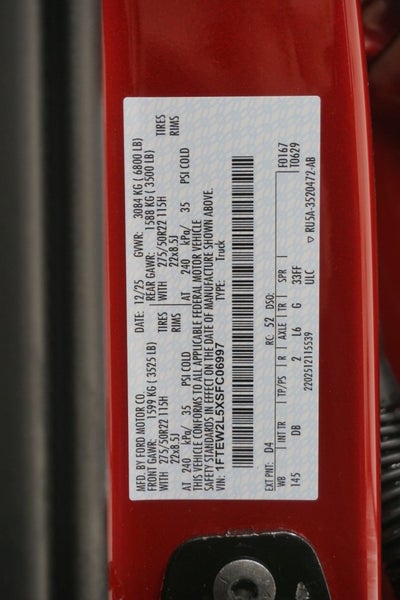 MFD. BY FORD MOTOR CO.
DATE: 12/25 GVWR: 3084 KG ( 6800 LB)
FRONT GAWR: 1599 KG (3525 LB) REAR GAWR: 1588 KG ( 3500 LB)
WITH 275/50R22 115H TIRES WITH 275/50R22 115H TIRES
22x8.5J RIMS 22x8.5J RIMS
AT 240 kPa/ 35 PSI COLD AT 240 kPa/ 35 PSI COLD
THIS VEHICLE CONFORMS TO ALL APPLICABLE FEDERAL MOTOR VEHICLE
SAFETY STANDARDS IN EFFECT ON THE DATE OF MANUFACTURE SHOWN ABOVE.
VIN: 1FTEW2L5XSFC06997 TYPE: Truck
EXT PNT: D4 RC: 52 DSO: F0167
WB INT TR TP/PS R AXLE TR SPR T0629
145 DB 2 L6 G 33FF
2202512115539 ULC ▽ RU5A-3520472-AB